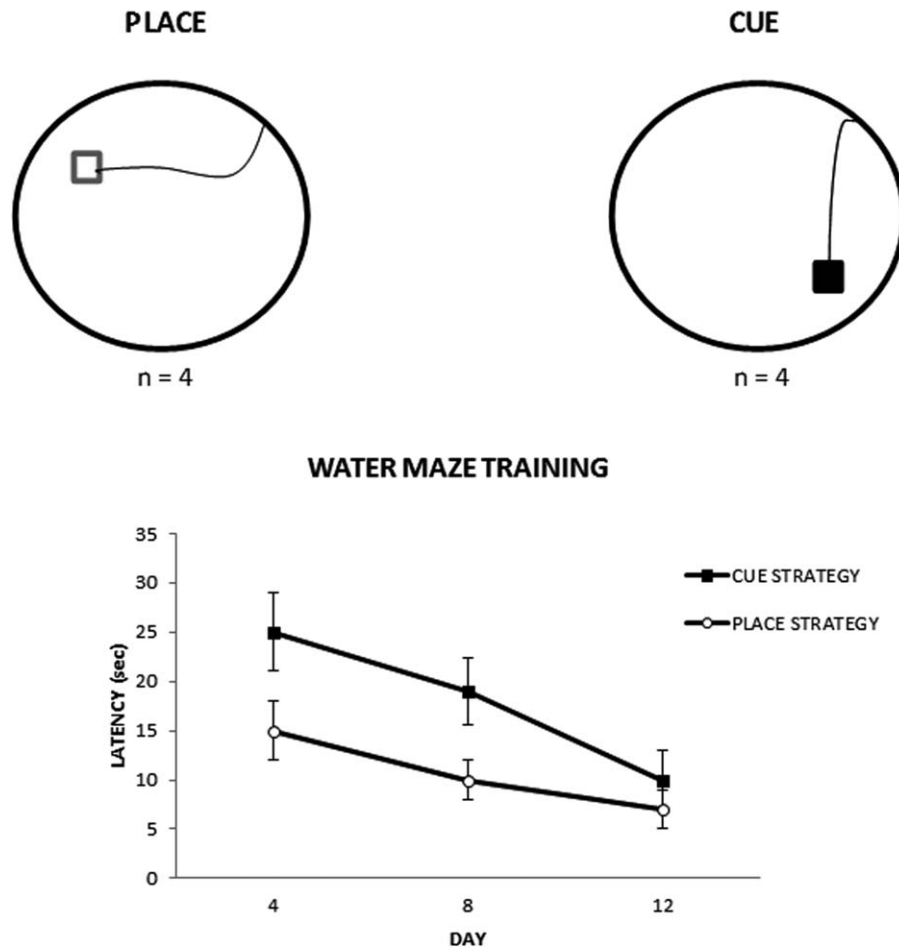 PLACE
CUE
n = 4
n = 4
WATER MAZE TRAINING
35
30
25
20
15
10
5
0
LATENCY (sec)
4
8
12
DAY
CUE STRATEGY
PLACE STRATEGY